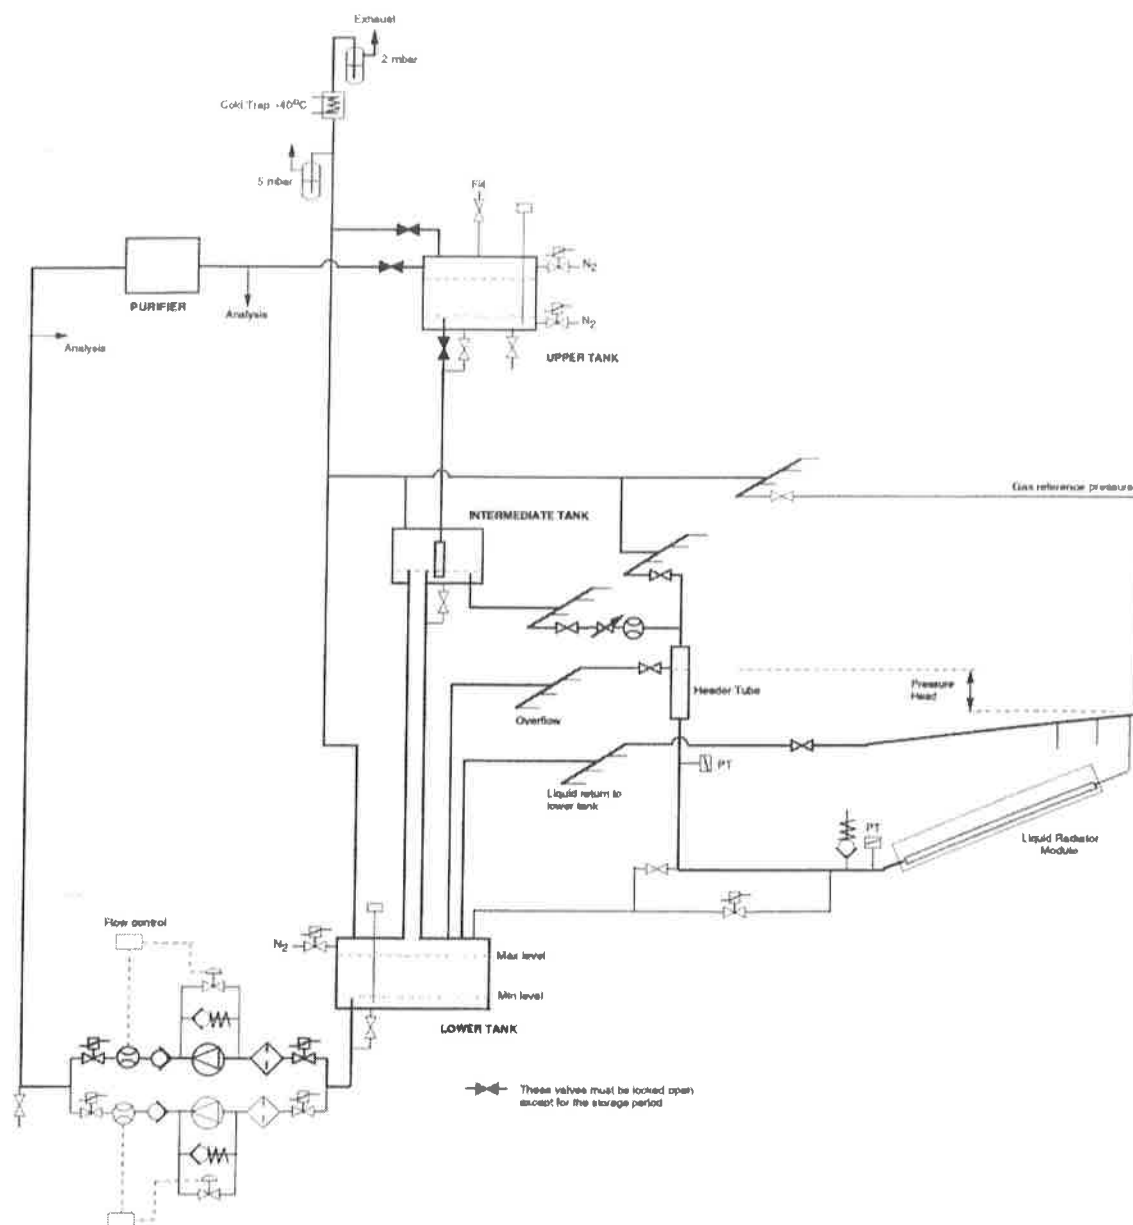 Exhaust
2 mbar
Cold Trap -40°C
5 mbar
Fill
N2
N2
PURIFIER
Analysis
Analysis
UPPER TANK
Gas reference pressure
INTERMEDIATE TANK
Header Tube
Pressure
Head
Overflow
PT
Liquid return to
lower tank
PT
Liquid Radiator
Module
Flow control
N2
Max level
Min level
LOWER TANK
These valves must be locked open
except for the storage period